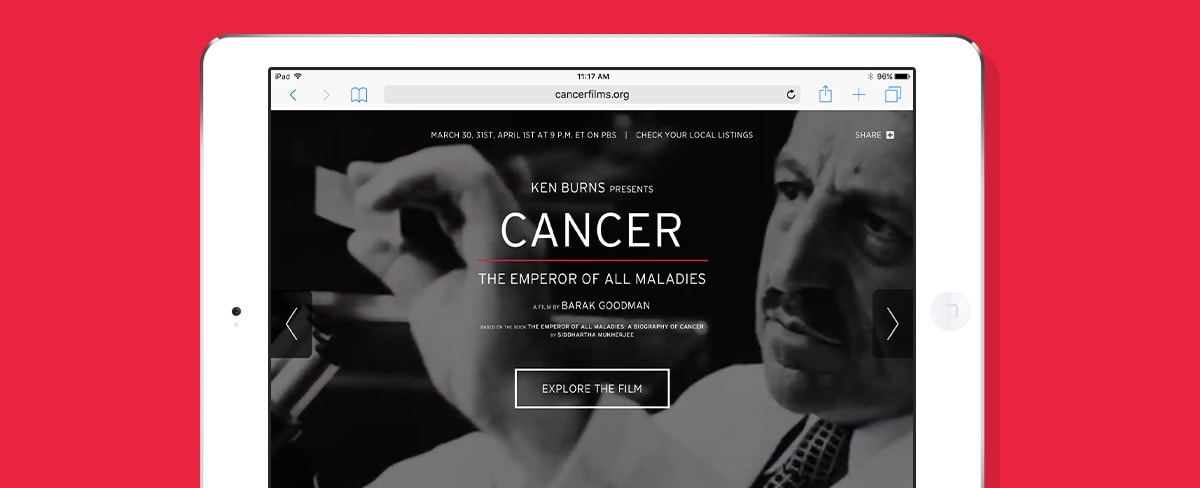 iPad
11:17 AM
96%
cancerfilms.org
MARCH 30, 31ST, APRIL 1ST AT 9 P.M. ET ON PBS | CHECK YOUR LOCAL LISTINGS
SHARE
KEN BURNS PRESENTS
CANCER
THE EMPEROR OF ALL MALADIES
A FILM BY BARAK GOODMAN
BASED ON THE BOOK THE EMPEROR OF ALL MALADIES: A BIOGRAPHY OF CANCER
BY SIDDHARTHA MUKHERJEE
EXPLORE THE FILM